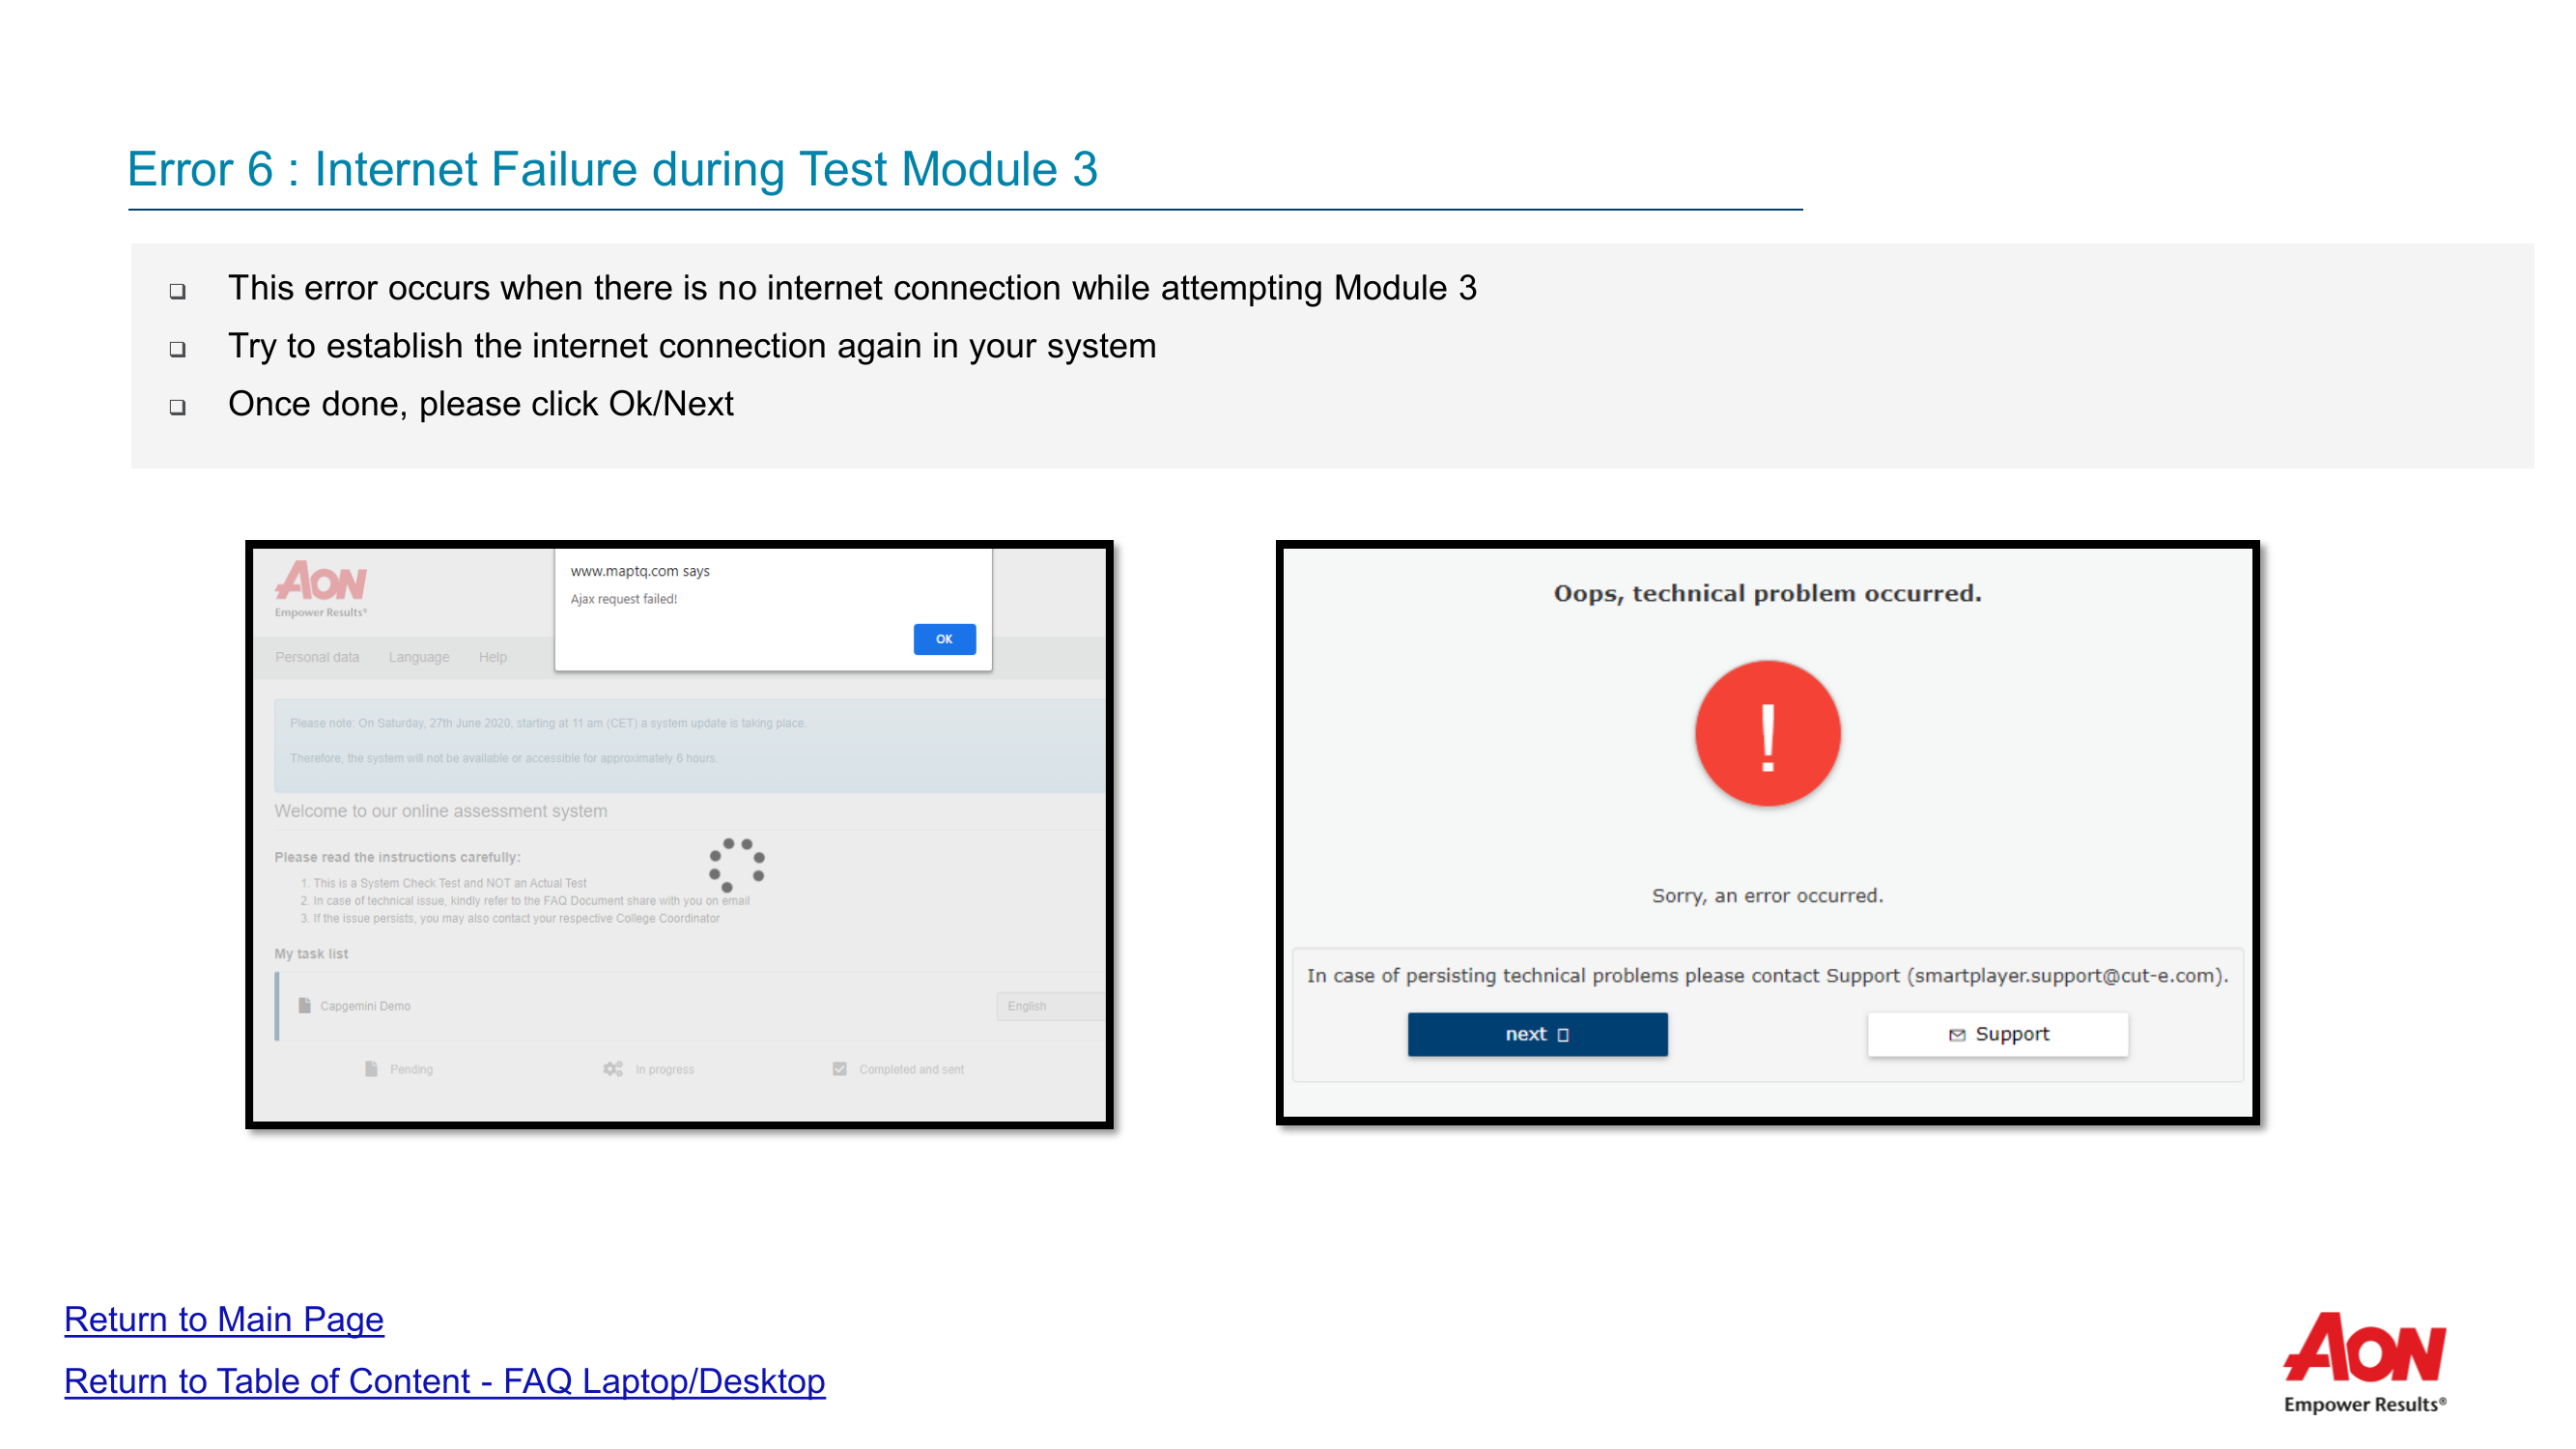 Error 6 : Internet Failure during Test Module 3
❑ This error occurs when there is no internet connection while attempting Module 3
❑ Try to establish the internet connection again in your system
❑ Once done, please click Ok/Next
AON
Empower Results®
www.maptq.com says
Ajax request failed!
OK
Personal data Language Help
Please note: On Saturday, 27th June 2020, starting at 11 am (CET) a system update is taking place.
Therefore, the system will not be available or accessible for approximately 6 hours.
Welcome to our online assessment system
Please read the instructions carefully:
1. This is a System Check Test and NOT an Actual Test
2. In case of technical issue, kindly refer to the FAQ Document share with you on email
3. If the issue persists, you may also contact your respective College Coordinator
My task list
Capgemini Demo English
Pending In progress Completed and sent
Oops, technical problem occurred.
!
Sorry, an error occurred.
In case of persisting technical problems please contact Support (smartplayer.support@cut-e.com).
next Support
Return to Main Page
Return to Table of Content - FAQ Laptop/Desktop
AON
Empower Results®